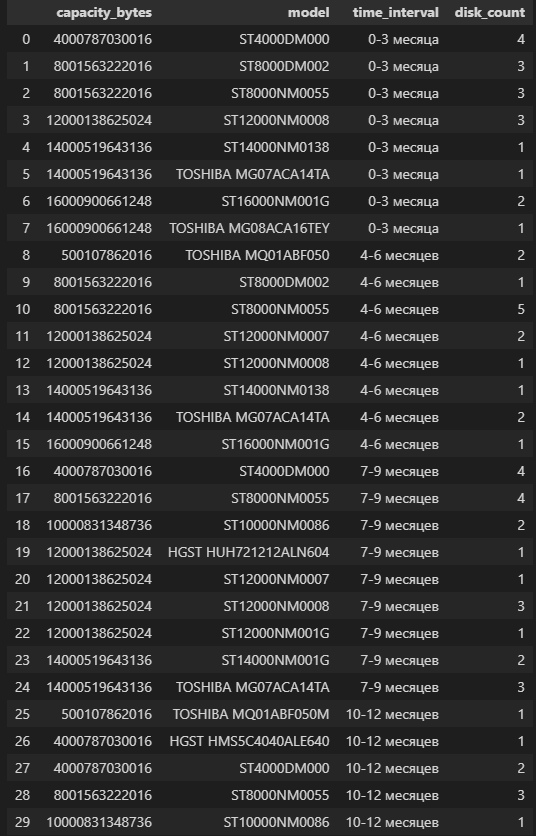 capacity_bytes model time_interval disk_count
0 4000787030016 ST4000DM000 0-3 месяца 4
1 8001563222016 ST8000DM002 0-3 месяца 3
2 8001563222016 ST8000NM0055 0-3 месяца 3
3 12000138625024 ST12000NM0008 0-3 месяца 3
4 14000519643136 ST14000NM0138 0-3 месяца 1
5 14000519643136 TOSHIBA MG07ACA14TA 0-3 месяца 1
6 16000900661248 ST16000NM001G 0-3 месяца 2
7 16000900661248 TOSHIBA MG08ACA16TEY 0-3 месяца 1
8 500107862016 TOSHIBA MQ01ABF050 4-6 месяцев 2
9 8001563222016 ST8000DM002 4-6 месяцев 1
10 8001563222016 ST8000NM0055 4-6 месяцев 5
11 12000138625024 ST12000NM0007 4-6 месяцев 2
12 12000138625024 ST12000NM0008 4-6 месяцев 1
13 14000519643136 ST14000NM0138 4-6 месяцев 1
14 14000519643136 TOSHIBA MG07ACA14TA 4-6 месяцев 2
15 16000900661248 ST16000NM001G 4-6 месяцев 1
16 4000787030016 ST4000DM000 7-9 месяцев 4
17 8001563222016 ST8000NM0055 7-9 месяцев 4
18 10000831348736 ST10000NM0086 7-9 месяцев 2
19 12000138625024 HGST HUH721212ALN604 7-9 месяцев 1
20 12000138625024 ST12000NM0007 7-9 месяцев 1
21 12000138625024 ST12000NM0008 7-9 месяцев 3
22 12000138625024 ST12000NM001G 7-9 месяцев 1
23 14000519643136 ST14000NM001G 7-9 месяцев 2
24 14000519643136 TOSHIBA MG07ACA14TA 7-9 месяцев 3
25 500107862016 TOSHIBA MQ01ABF050M 10-12 месяцев 1
26 4000787030016 HGST HMS5C4040ALE640 10-12 месяцев 1
27 4000787030016 ST4000DM000 10-12 месяцев 2
28 8001563222016 ST8000NM0055 10-12 месяцев 3
29 10000831348736 ST10000NM0086 10-12 месяцев 1